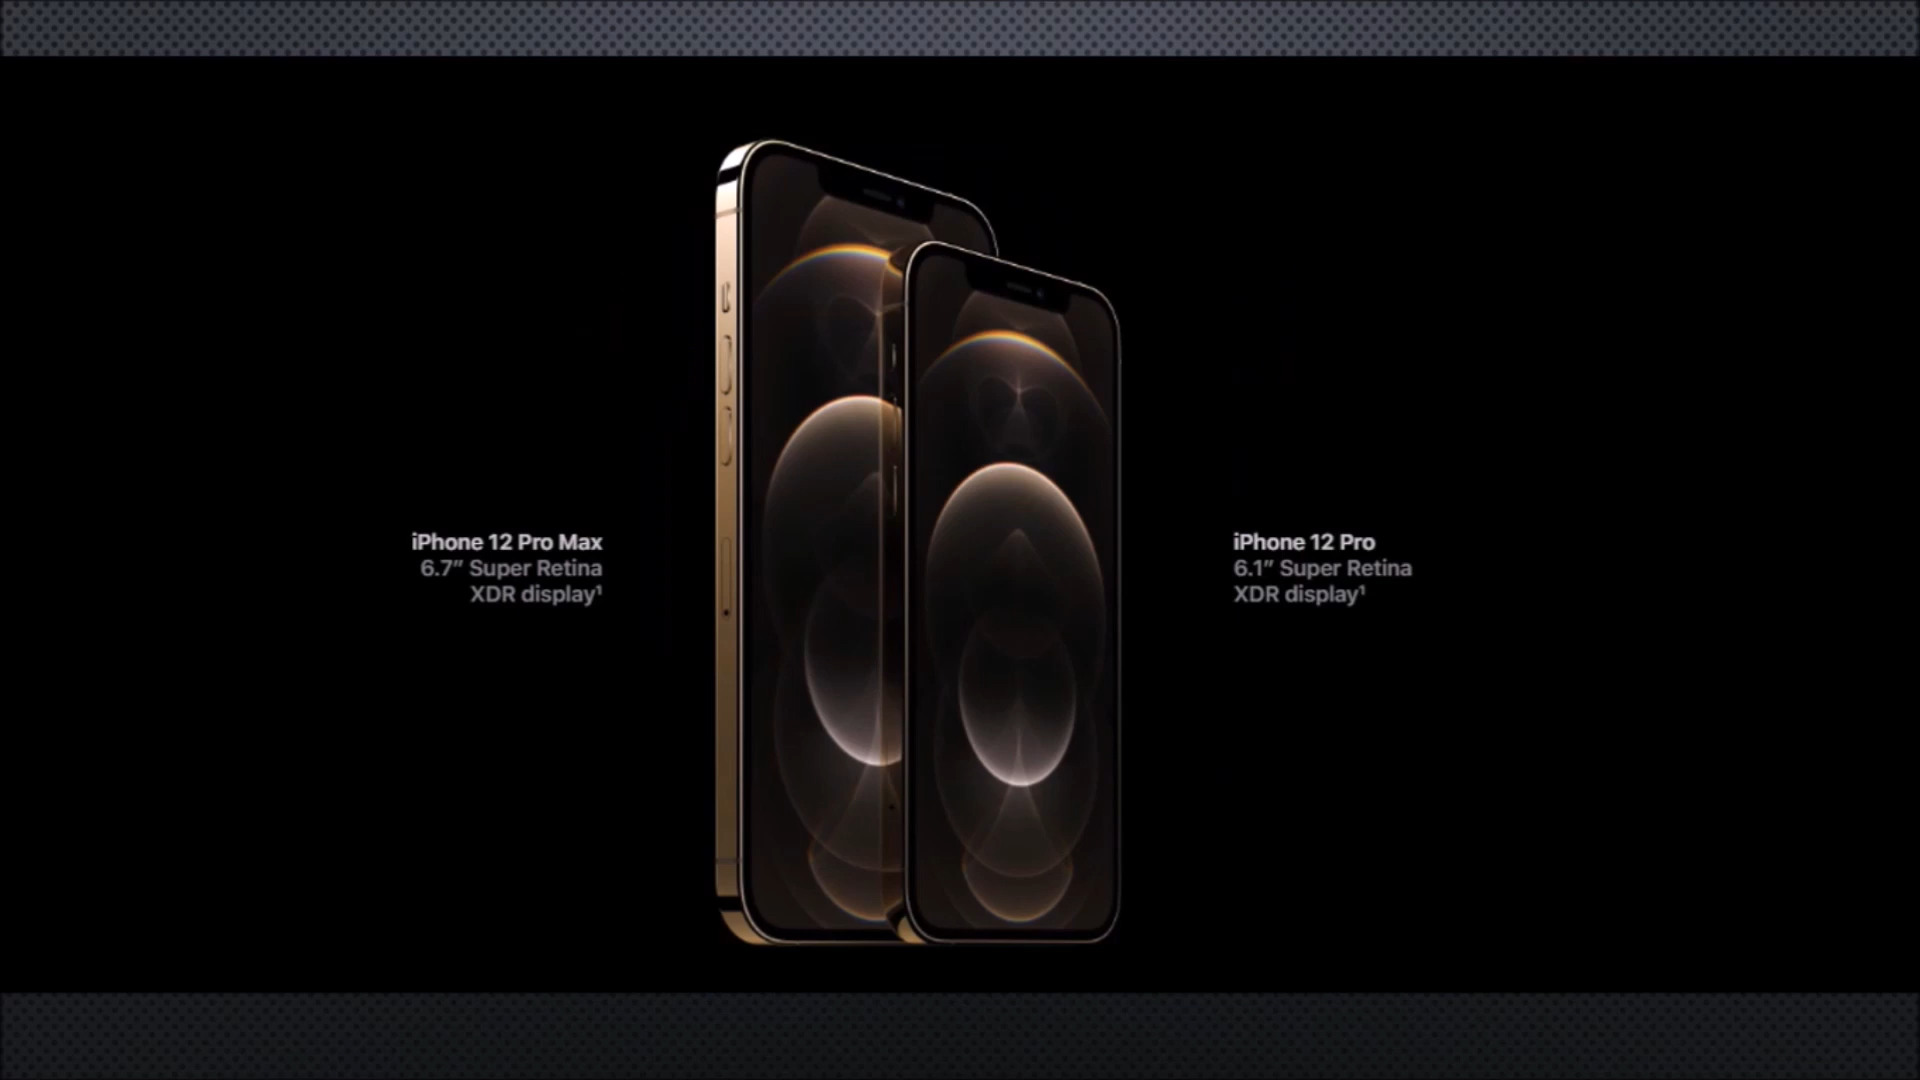 iPhone 12 Pro Max
6.7″ Super Retina
XDR display¹
iPhone 12 Pro
6.1″ Super Retina
XDR display¹